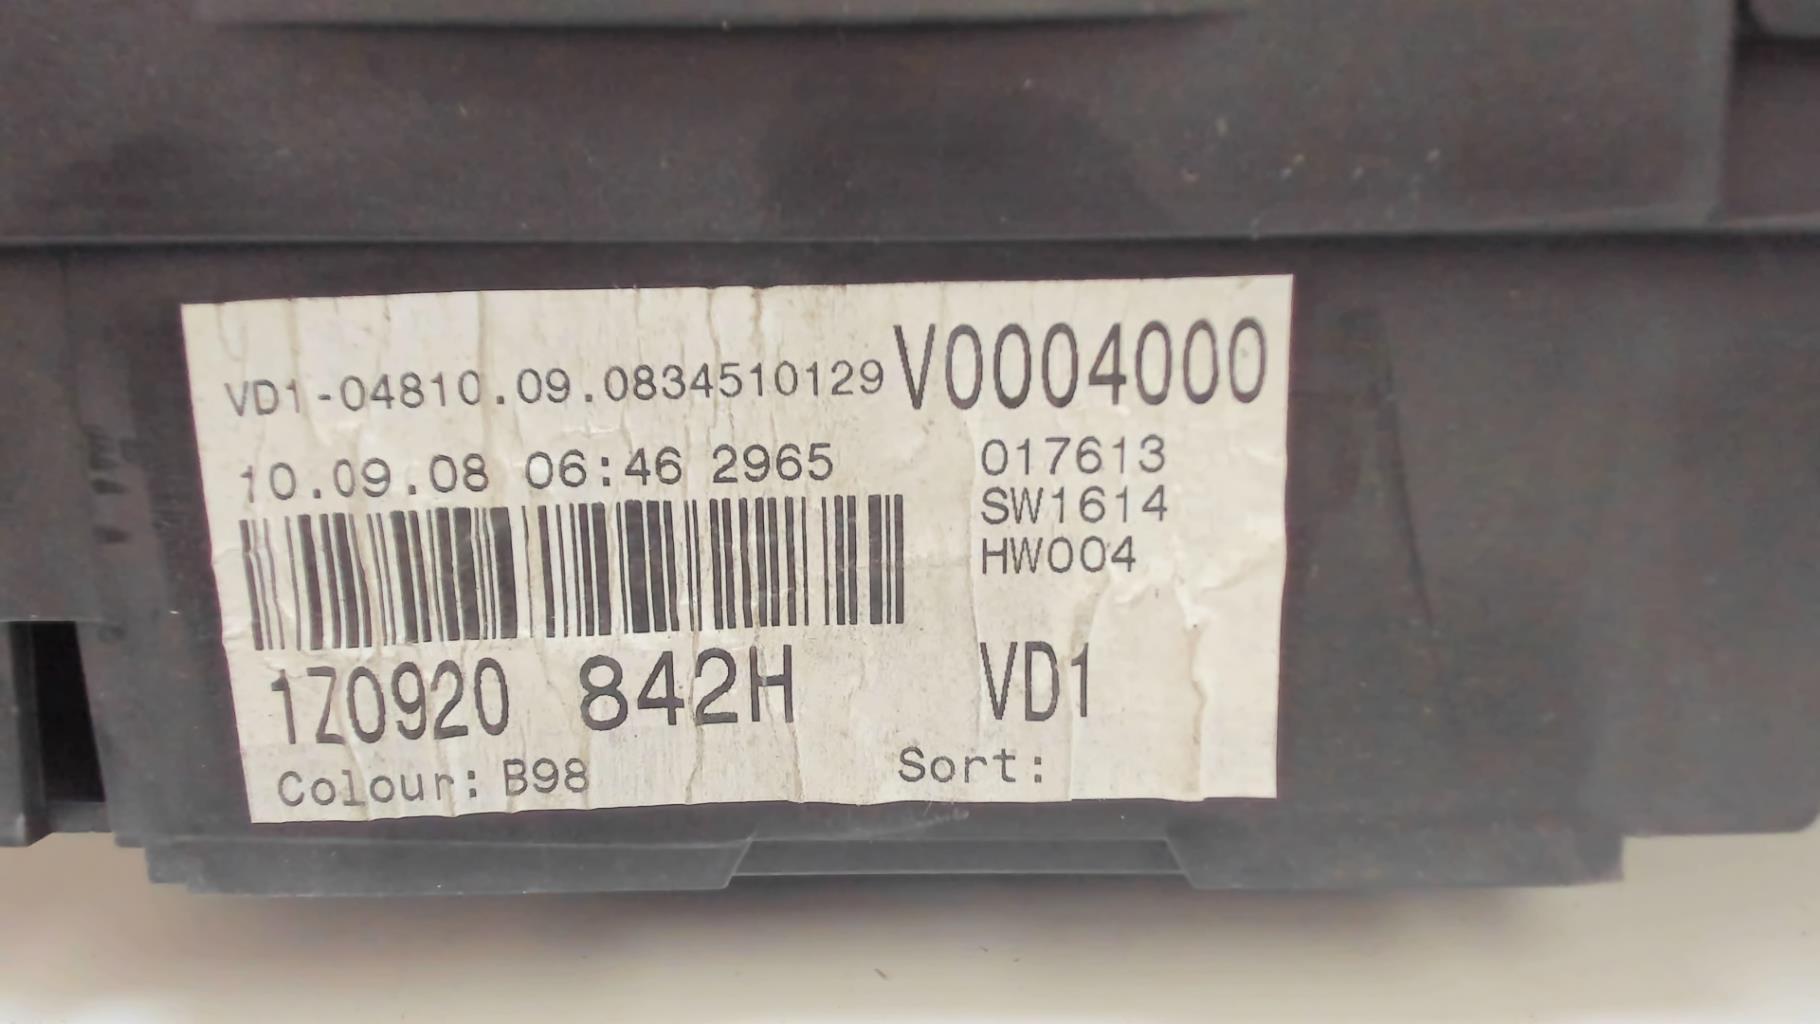 VD1-04810.09.0834510129 V0004000
10.09.08 06:46 2965
017613
SW1614
HW004
1Z0920 842H VD1
Colour: B98 Sort: